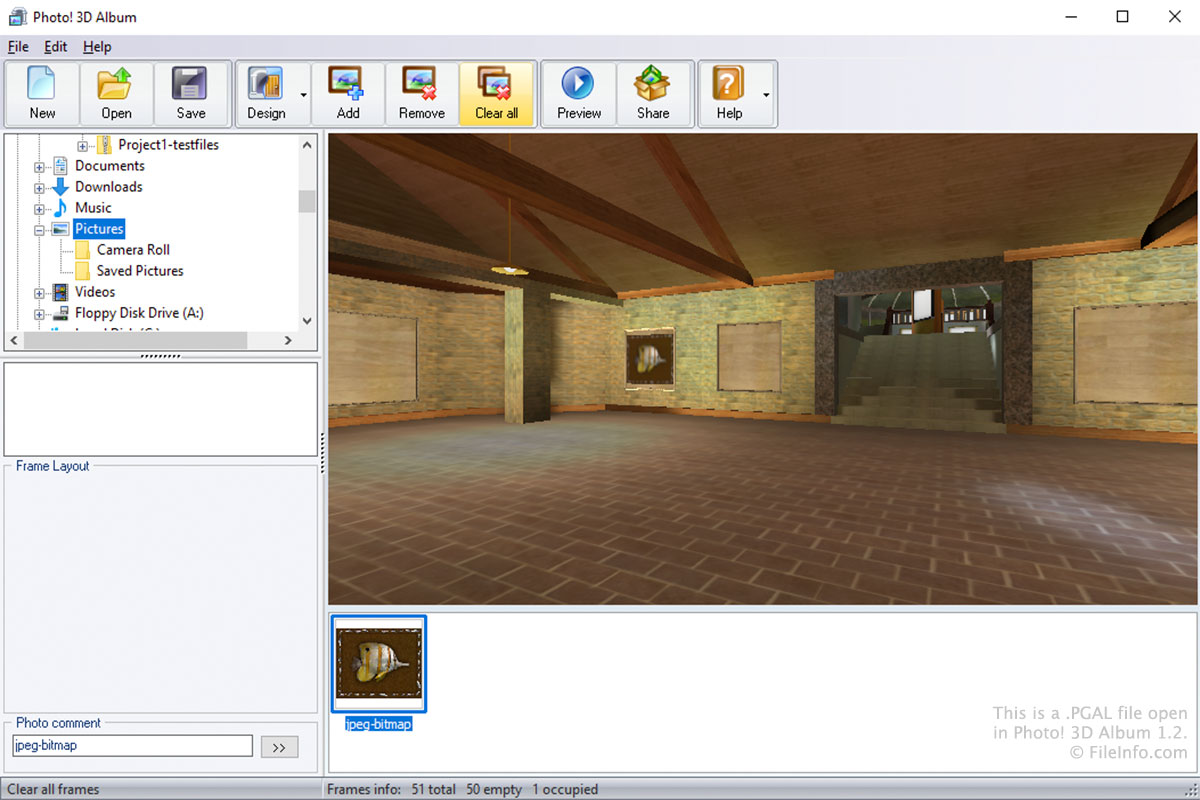 Photo! 3D Album
File Edit Help
New Open Save Design Add Remove Clear all Preview Share Help
Project1-testfiles
Documents
Downloads
Music
Pictures
Camera Roll
Saved Pictures
Videos
Floppy Disk Drive (A:)
Frame Layout
Photo comment
jpeg-bitmap
>>
jpeg-bitmap
This is a .PGAL file open
in Photo! 3D Album 1.2.
© FileInfo.com
Clear all frames
Frames info: 51 total 50 empty 1 occupied